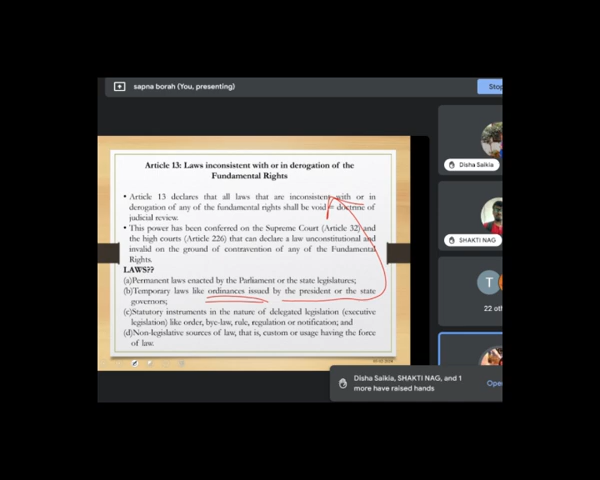 sapna borah (You, presenting)
Stop
Article 13: Laws inconsistent with or in derogation of the
Fundamental Rights
• Article 13 declares that all laws that are inconsistent with or in
derogation of any of the fundamental rights shall be void = doctrine of
judicial review.
• This power has been conferred on the Supreme Court (Article 32) and
the high courts (Article 226) that can declare a law unconstitutional and
invalid on the ground of contravention of any of the Fundamental
Rights.
LAWS??
(a)Permanent laws enacted by the Parliament or the state legislatures;
(b)Temporary laws like ordinances issued by the president or the state
governors;
(c)Statutory instruments in the nature of delegated legislation (executive
legislation) like order, bye-law, rule, regulation or notification; and
(d)Non-legislative sources of law, that is, custom or usage having the force
of law.
Disha Saikia
SHAKTI NAG
T
22 ot
Disha Saikia, SHAKTI NAG, and 1
more have raised hands
Ope